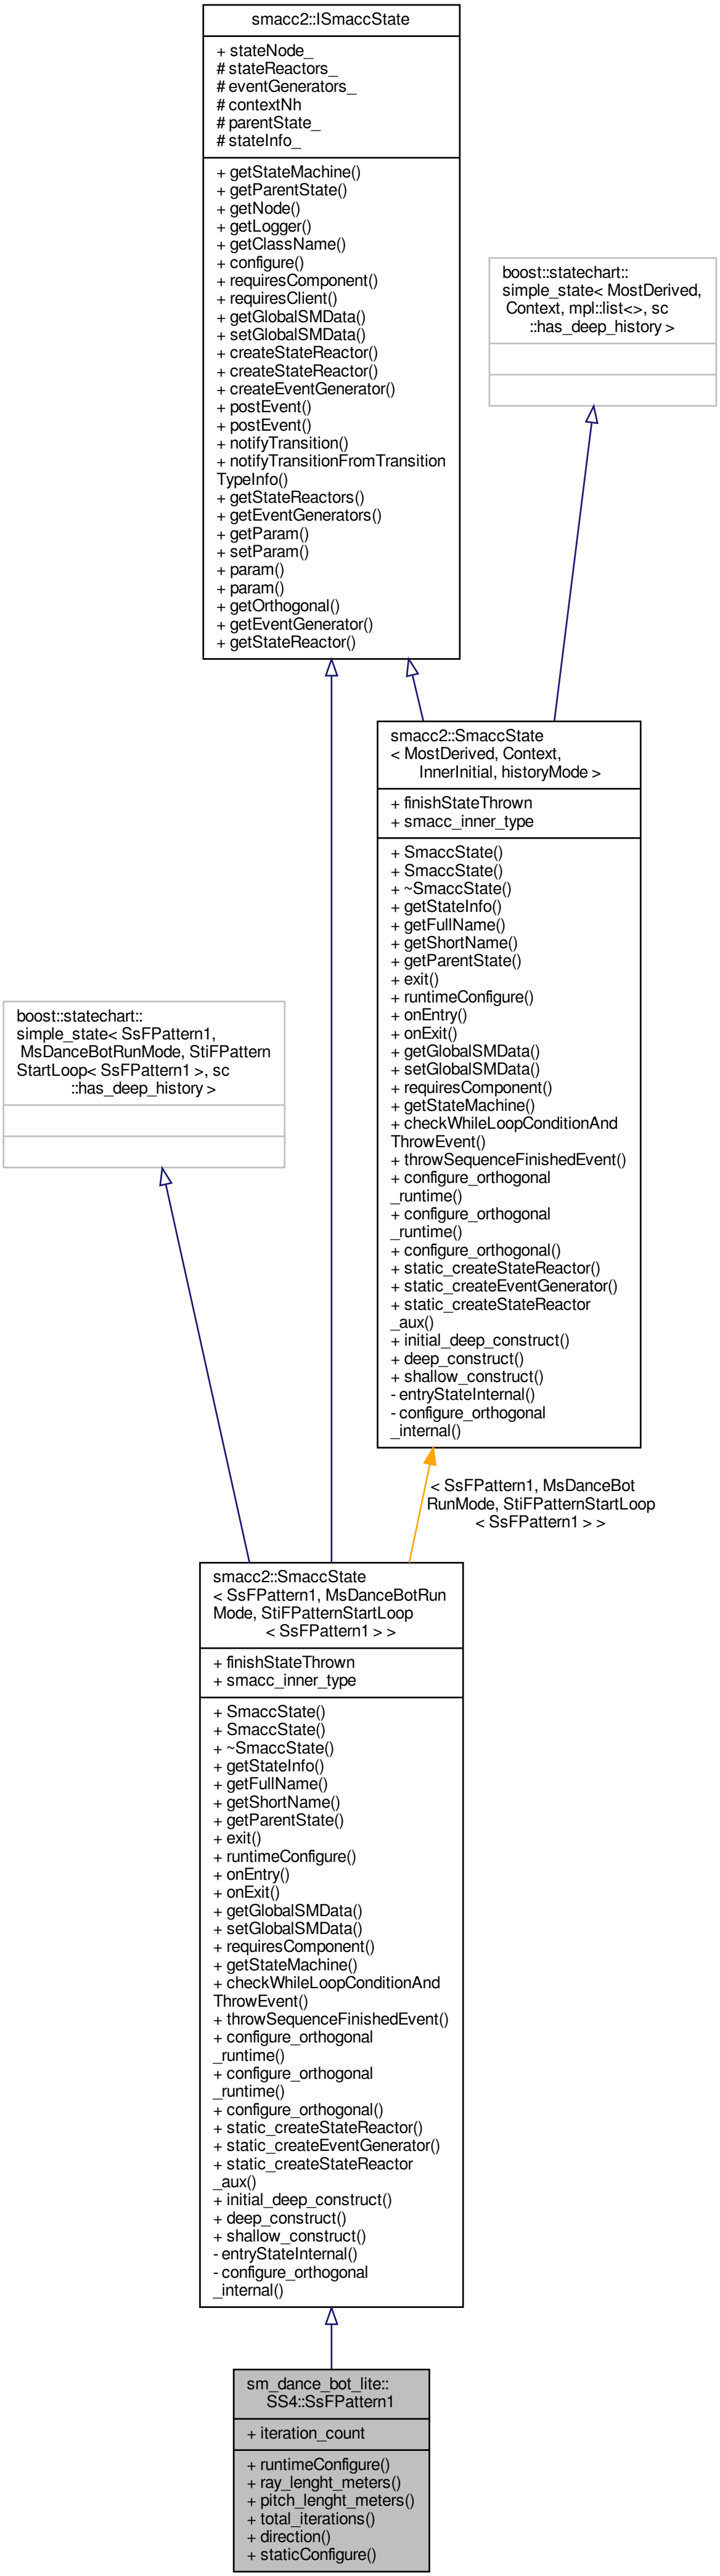 smacc2::ISmaccState
+ stateNode_
# stateReactors_
# eventGenerators_
# contextNh
# parentState_
# stateInfo_
+ getStateMachine()
+ getParentState()
+ getNode()
+ getLogger()
+ getClassName()
+ configure()
+ requiresComponent()
+ requiresClient()
+ getGlobalSMData()
+ setGlobalSMData()
+ createStateReactor()
+ createStateReactor()
+ createEventGenerator()
+ postEvent()
+ postEvent()
+ notifyTransition()
+ notifyTransitionFromTransition
TypeInfo()
+ getStateReactors()
+ getEventGenerators()
+ getParam()
+ setParam()
+ param()
+ param()
+ getOrthogonal()
+ getEventGenerator()
+ getStateReactor()
boost::statechart::
simple_state< MostDerived,
Context, mpl::list<>, sc
::has_deep_history >
smacc2::SmaccState
< MostDerived, Context,
InnerInitial, historyMode >
+ finishStateThrown
+ smacc_inner_type
+ SmaccState()
+ SmaccState()
+ ~SmaccState()
+ getStateInfo()
+ getFullName()
+ getShortName()
+ getParentState()
+ exit()
+ runtimeConfigure()
+ onEntry()
+ onExit()
+ getGlobalSMData()
+ setGlobalSMData()
+ requiresComponent()
+ getStateMachine()
+ checkWhileLoopConditionAnd
ThrowEvent()
+ throwSequenceFinishedEvent()
+ configure_orthogonal
_runtime()
+ configure_orthogonal
_runtime()
+ configure_orthogonal()
+ static_createStateReactor()
+ static_createEventGenerator()
+ static_createStateReactor
_aux()
+ initial_deep_construct()
+ deep_construct()
+ shallow_construct()
- entryStateInternal()
- configure_orthogonal
_internal()
boost::statechart::
simple_state< SsFPattern1,
MsDanceBotRunMode, StiFPattern
StartLoop< SsFPattern1 >, sc
::has_deep_history >
< SsFPattern1, MsDanceBot
RunMode, StiFPatternStartLoop
< SsFPattern1 > >
smacc2::SmaccState
< SsFPattern1, MsDanceBotRun
Mode, StiFPatternStartLoop
< SsFPattern1 > >
+ finishStateThrown
+ smacc_inner_type
+ SmaccState()
+ SmaccState()
+ ~SmaccState()
+ getStateInfo()
+ getFullName()
+ getShortName()
+ getParentState()
+ exit()
+ runtimeConfigure()
+ onEntry()
+ onExit()
+ getGlobalSMData()
+ setGlobalSMData()
+ requiresComponent()
+ getStateMachine()
+ checkWhileLoopConditionAnd
ThrowEvent()
+ throwSequenceFinishedEvent()
+ configure_orthogonal
_runtime()
+ configure_orthogonal
_runtime()
+ configure_orthogonal()
+ static_createStateReactor()
+ static_createEventGenerator()
+ static_createStateReactor
_aux()
+ initial_deep_construct()
+ deep_construct()
+ shallow_construct()
- entryStateInternal()
- configure_orthogonal
_internal()
sm_dance_bot_lite::
SS4::SsFPattern1
+ iteration_count
+ runtimeConfigure()
+ ray_lenght_meters()
+ pitch_lenght_meters()
+ total_iterations()
+ direction()
+ staticConfigure()